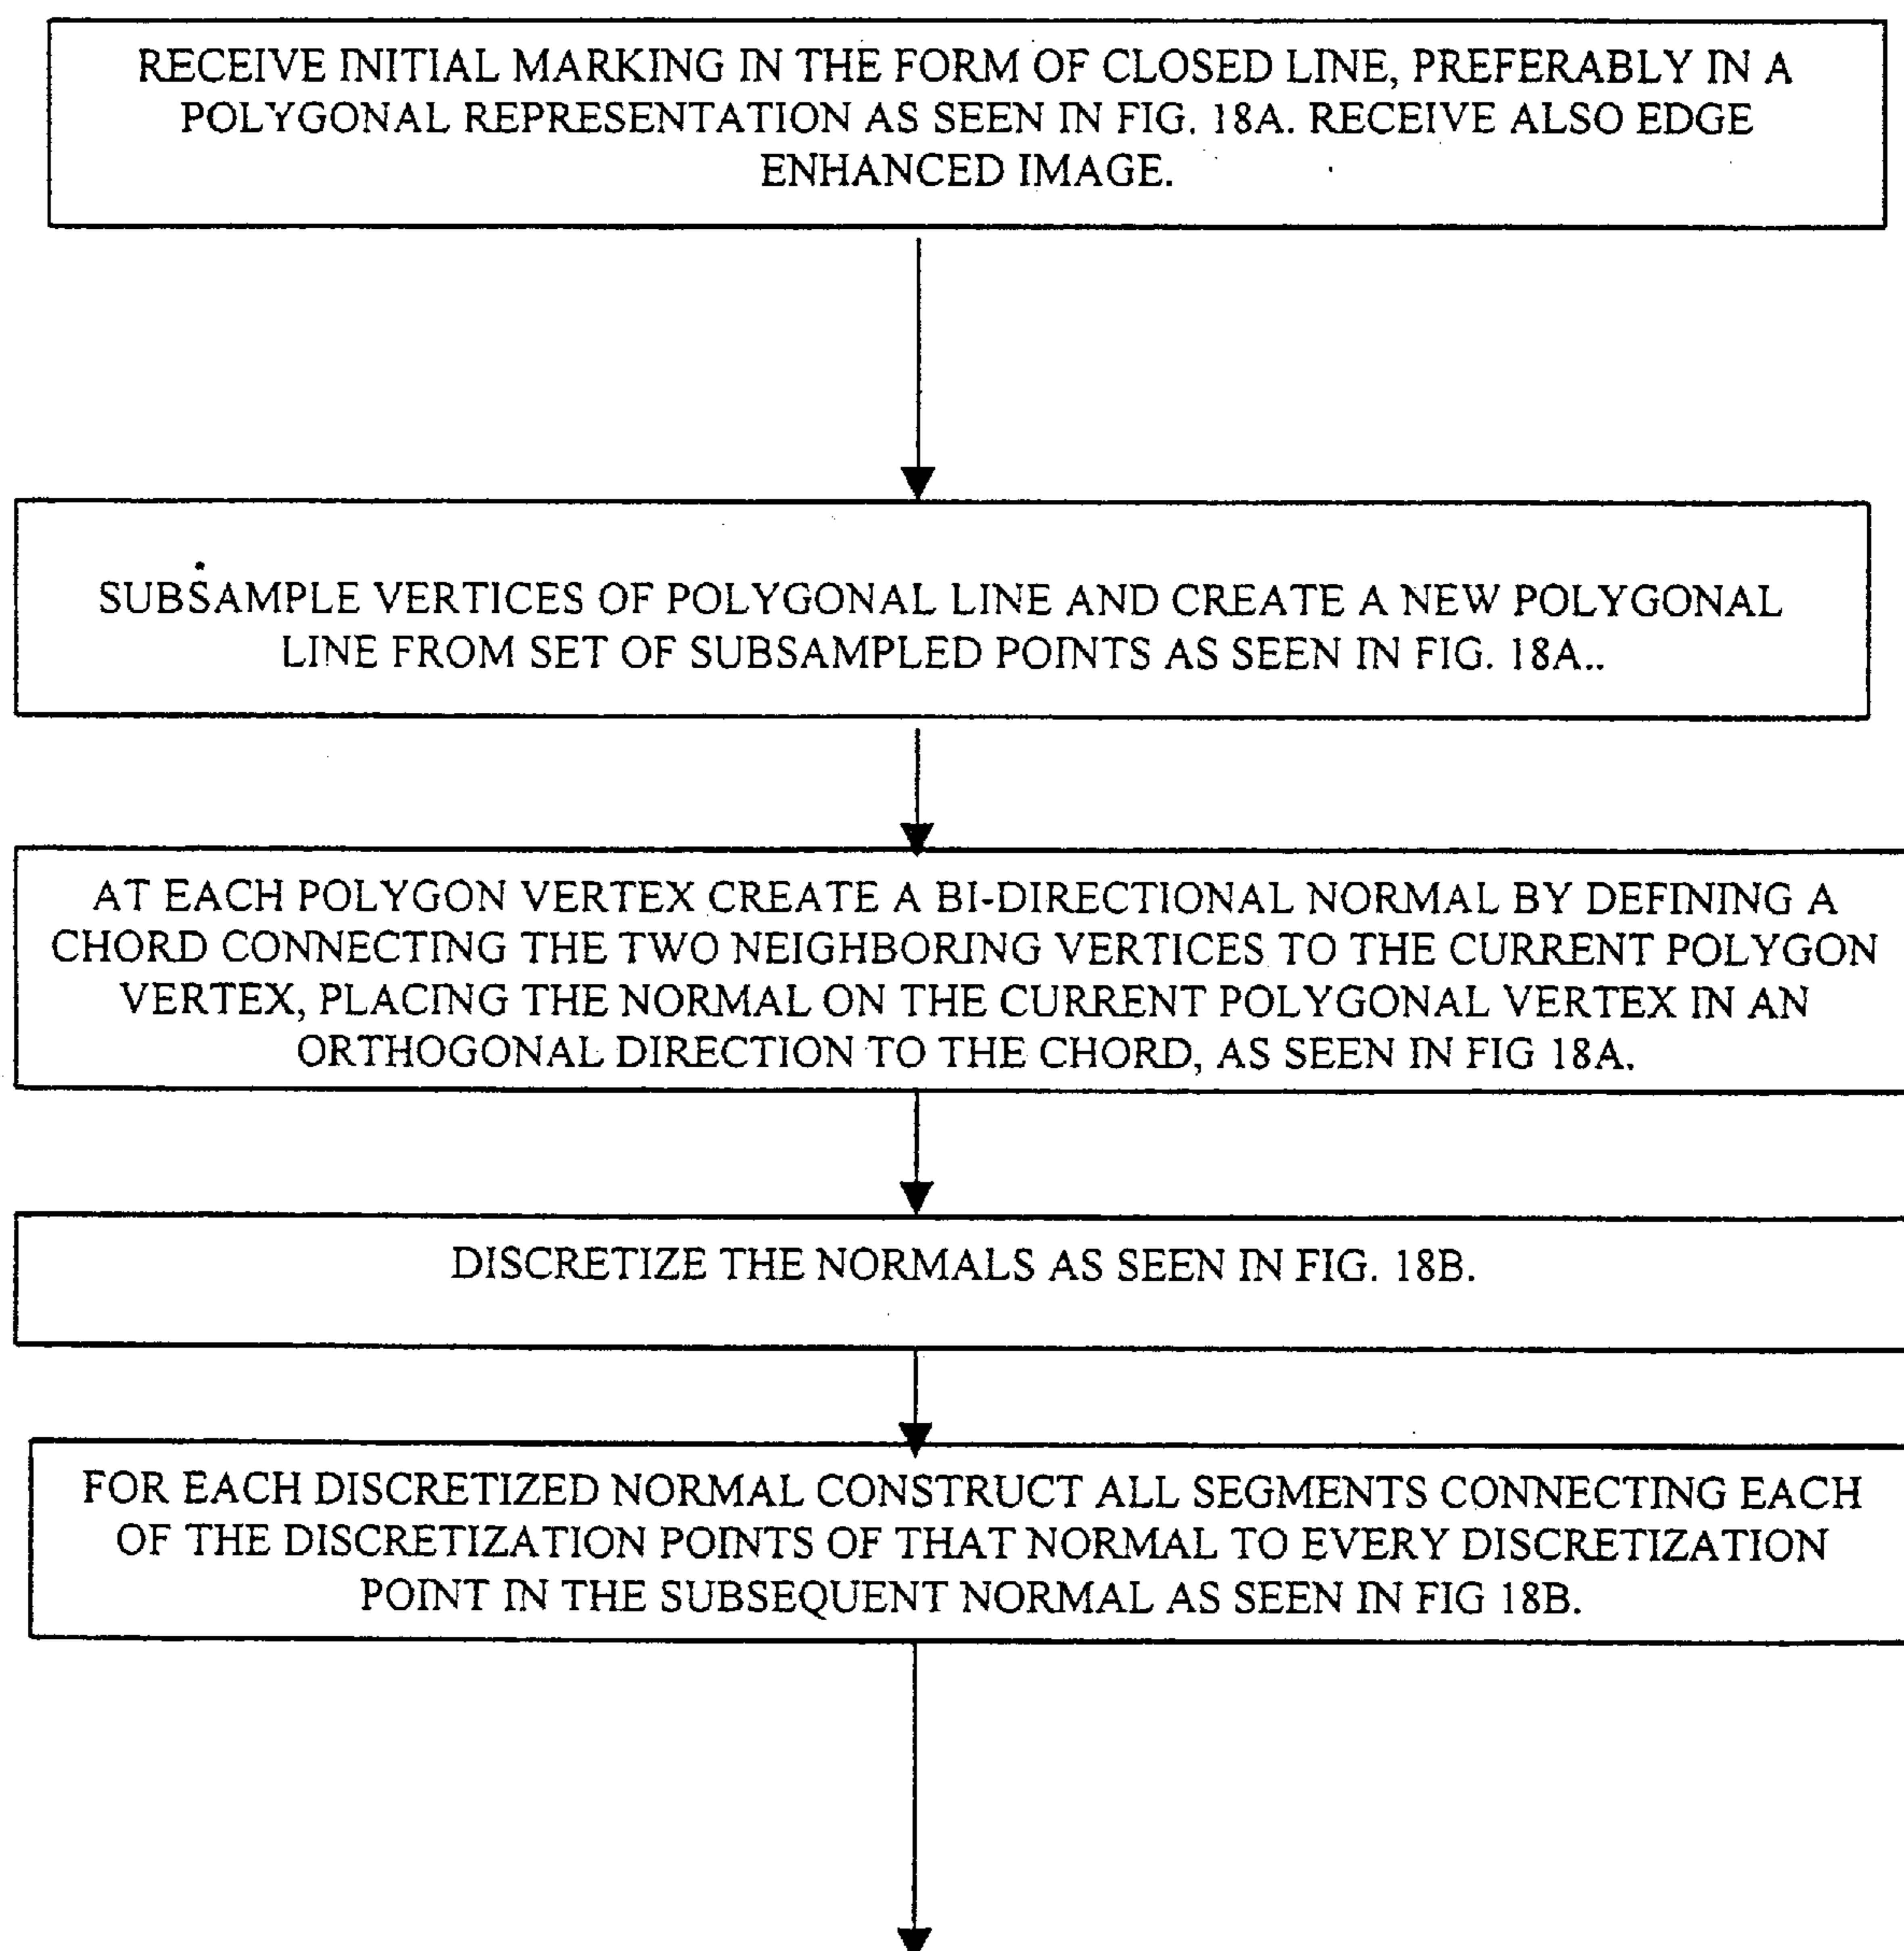 RECEIVE INITIAL MARKING IN THE FORM OF CLOSED LINE, PREFERABLY IN A
POLYGONAL REPRESENTATION AS SEEN IN FIG. 18A. RECEIVE ALSO EDGE
ENHANCED IMAGE.
SUBSAMPLE VERTICES OF POLYGONAL LINE AND CREATE A NEW POLYGONAL
LINE FROM SET OF SUBSAMPLED POINTS AS SEEN IN FIG. 18A..
AT EACH POLYGON VERTEX CREATE A BI-DIRECTIONAL NORMAL BY DEFINING A
CHORD CONNECTING THE TWO NEIGHBORING VERTICES TO THE CURRENT POLYGON
VERTEX, PLACING THE NORMAL ON THE CURRENT POLYGONAL VERTEX IN AN
ORTHOGONAL DIRECTION TO THE CHORD, AS SEEN IN FIG 18A.
DISCRETIZE THE NORMALS AS SEEN IN FIG. 18B.
FOR EACH DISCRETIZED NORMAL CONSTRUCT ALL SEGMENTS CONNECTING EACH
OF THE DISCRETIZATION POINTS OF THAT NORMAL TO EVERY DISCRETIZATION
POINT IN THE SUBSEQUENT NORMAL AS SEEN IN FIG 18B.